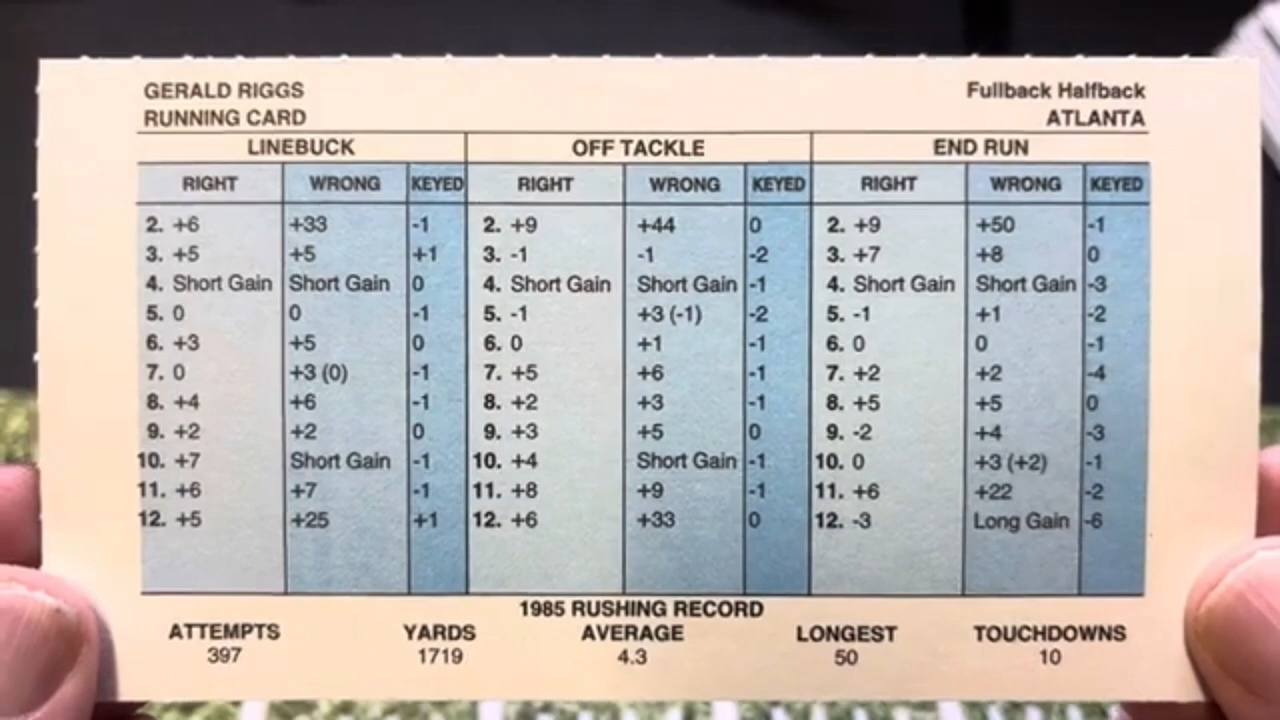 GERALD RIGGS Fullback Halfback
RUNNING CARD ATLANTA
LINEBUCK OFF TACKLE END RUN
RIGHT WRONG KEYED RIGHT WRONG KEYED RIGHT WRONG KEYED
2. +6 +33 -1 2. +9 +44 0 2. +9 +50 -1
3. +5 +5 +1 3. -1 -1 -2 3. +7 +8 0
4. Short Gain Short Gain 0 4. Short Gain Short Gain -1 4. Short Gain Short Gain -3
5. 0 0 -1 5. -1 +3 (-1) -2 5. -1 +1 -2
6. +3 +5 0 6. 0 +1 -1 6. 0 0 -1
7. 0 +3 (0) -1 7. +5 +6 -1 7. +2 +2 -4
8. +4 +6 -1 8. +2 +3 -1 8. +5 +5 0
9. +2 +2 0 9. +3 +5 0 9. -2 +4 -3
10. +7 Short Gain -1 10. +4 Short Gain -1 10. 0 +3 (+2) -1
11. +6 +7 -1 11. +8 +9 -1 11. +6 +22 -2
12. +5 +25 +1 12. +6 +33 0 12. -3 Long Gain -6
1985 RUSHING RECORD
ATTEMPTS YARDS AVERAGE LONGEST TOUCHDOWNS
397 1719 4.3 50 10